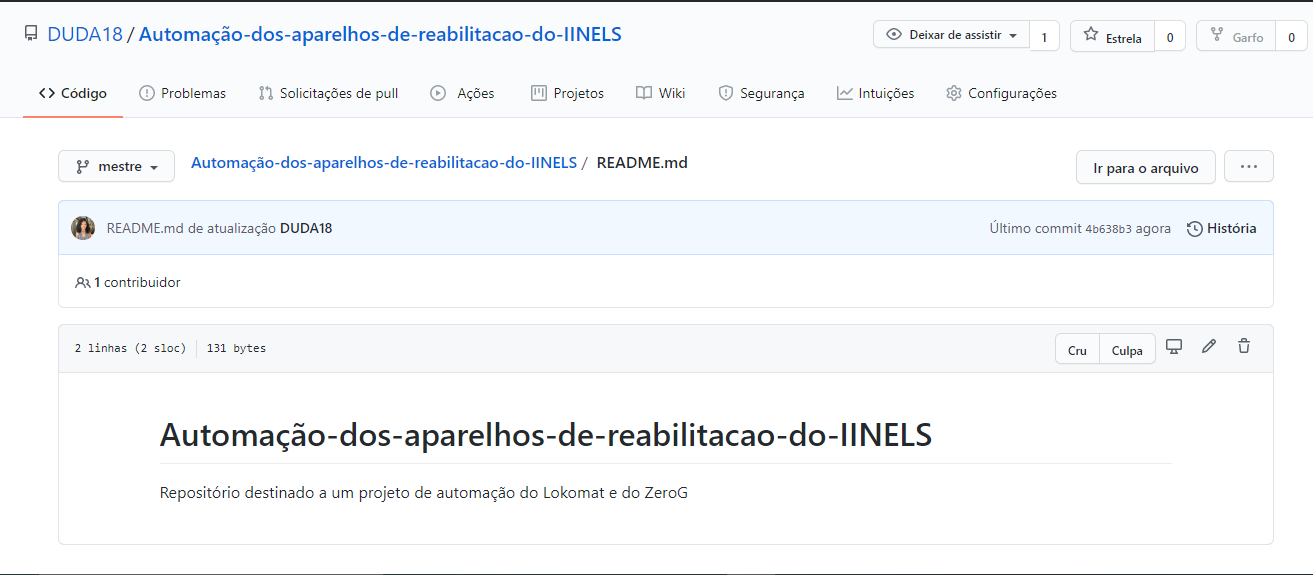 DUDA18 / Automação-dos-aparelhos-de-reabilitacao-do-IINELS Deixar de assistir 1 Estrela 0 Garfo 0
Código Problemas Solicitações de pull Ações Projetos Wiki Segurança Intuições Configurações
mestre Automação-dos-aparelhos-de-reabilitacao-do-IINELS / README.md Ir para o arquivo ...
README.md de atualização DUDA18 Último commit 4b638b3 agora História
1 contribuidor
2 linhas (2 sloc) 131 bytes Cru Culpa
Automação-dos-aparelhos-de-reabilitacao-do-IINELS
Repositório destinado a um projeto de automação do Lokomat e do ZeroG